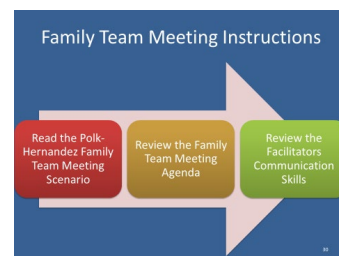 Family Team Meeting Instructions
Read the Polk-
Hernandez Family
Team Meeting
Scenario
Review the Family
Team Meeting
Agenda
Review the
Facilitators
Communication
Skills